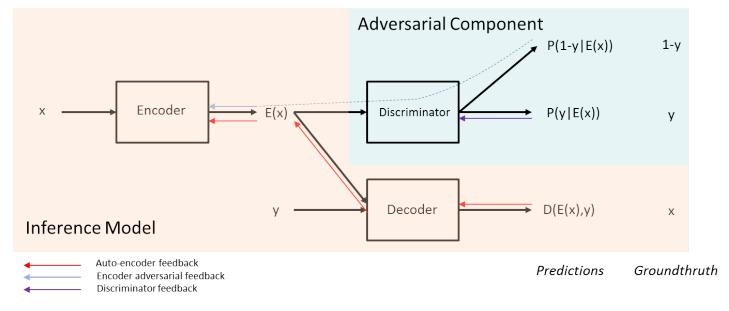 Adversarial Component
P(1-y|E(x)) 1-y
x Encoder E(x) Discriminator P(y|E(x)) y
y Decoder D(E(x),y) x
Inference Model
Auto-encoder feedback
Encoder adversarial feedback
Discriminator feedback
Predictions Groundthruth